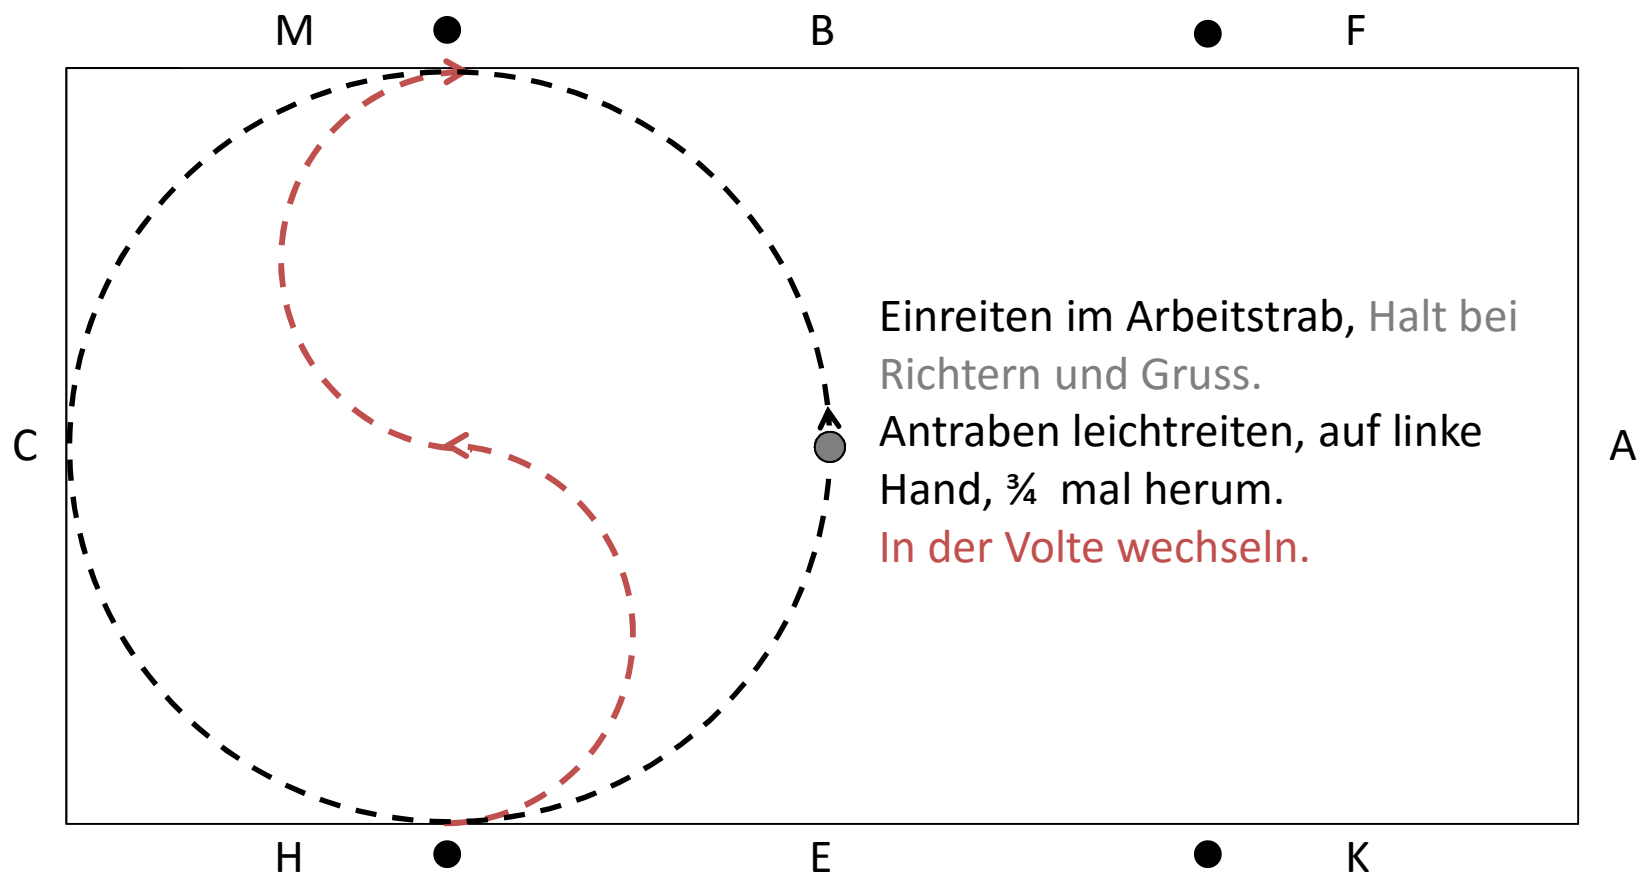 M
B
F
Einreiten im Arbeitstrab, Halt bei
Richtern und Gruss.
Antraben leichtreiten, auf linke
C
A
Hand, ¾ mal herum.
In der Volte wechseln.
H
E
K